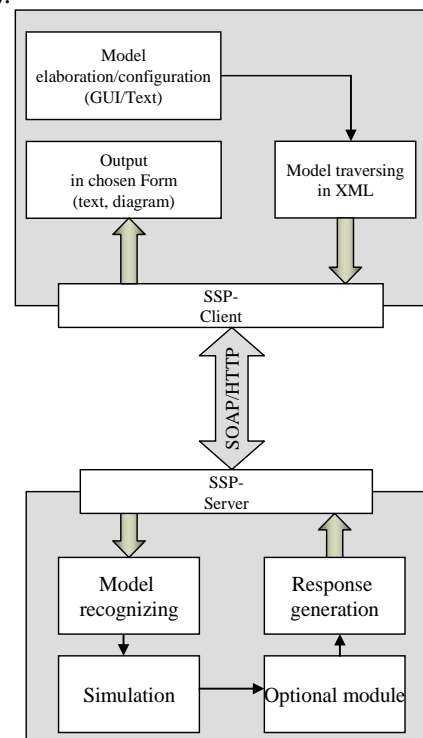 Model
elaboration/configuration
(GUI/Text)
Output
in chosen Form
(text, diagram)
Model traversing
in XML
SSP-
Client
SOAP/HTTP
SSP-
Server
Model
recognizing
Response
generation
Simulation
Optional module